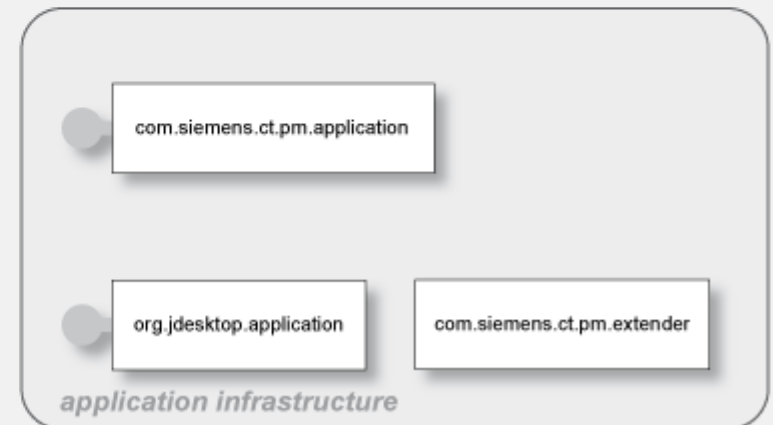 com.siemens.ct.pm.application
org.jdesktop.application
com.siemens.ct.pm.extender
application infrastructure